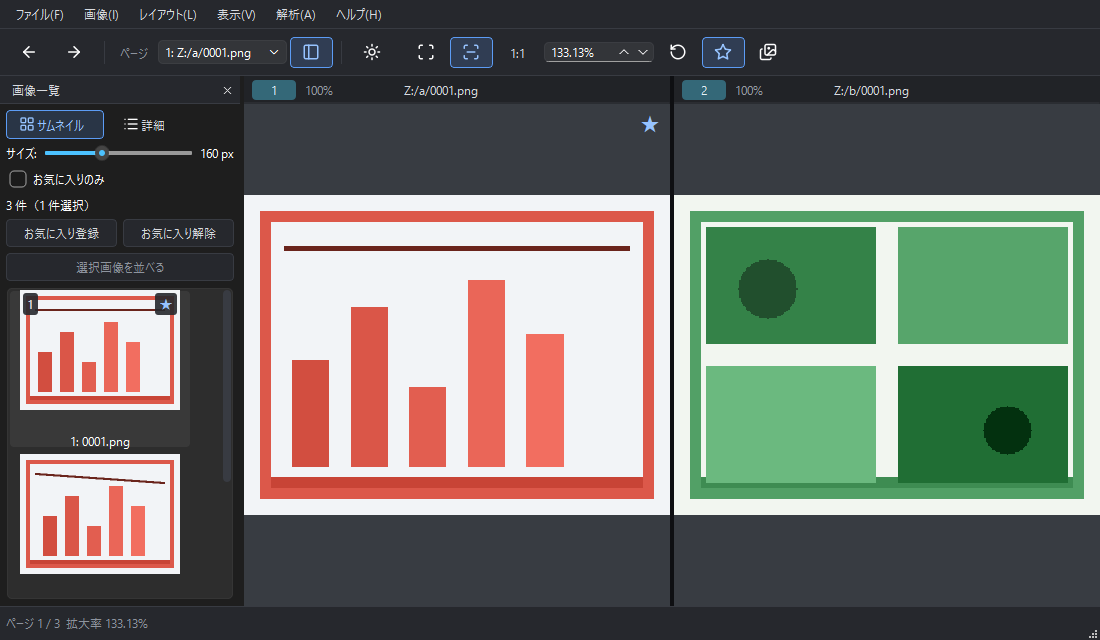 ファイル(F) 画像(I) レイアウト(L) 表示(V) 解析(A) ヘルプ(H)
ページ 1: Z:/a/0001.png 1:1 133.13%
画像一覧
1 100% Z:/a/0001.png
2 100% Z:/b/0001.png
サムネイル 詳細
サイズ: 160 px
お気に入りのみ
3 件（1 件選択）
お気に入り登録 お気に入り解除
選択画像を並べる
1
1: 0001.png
ページ 1 / 3 拡大率 133.13%